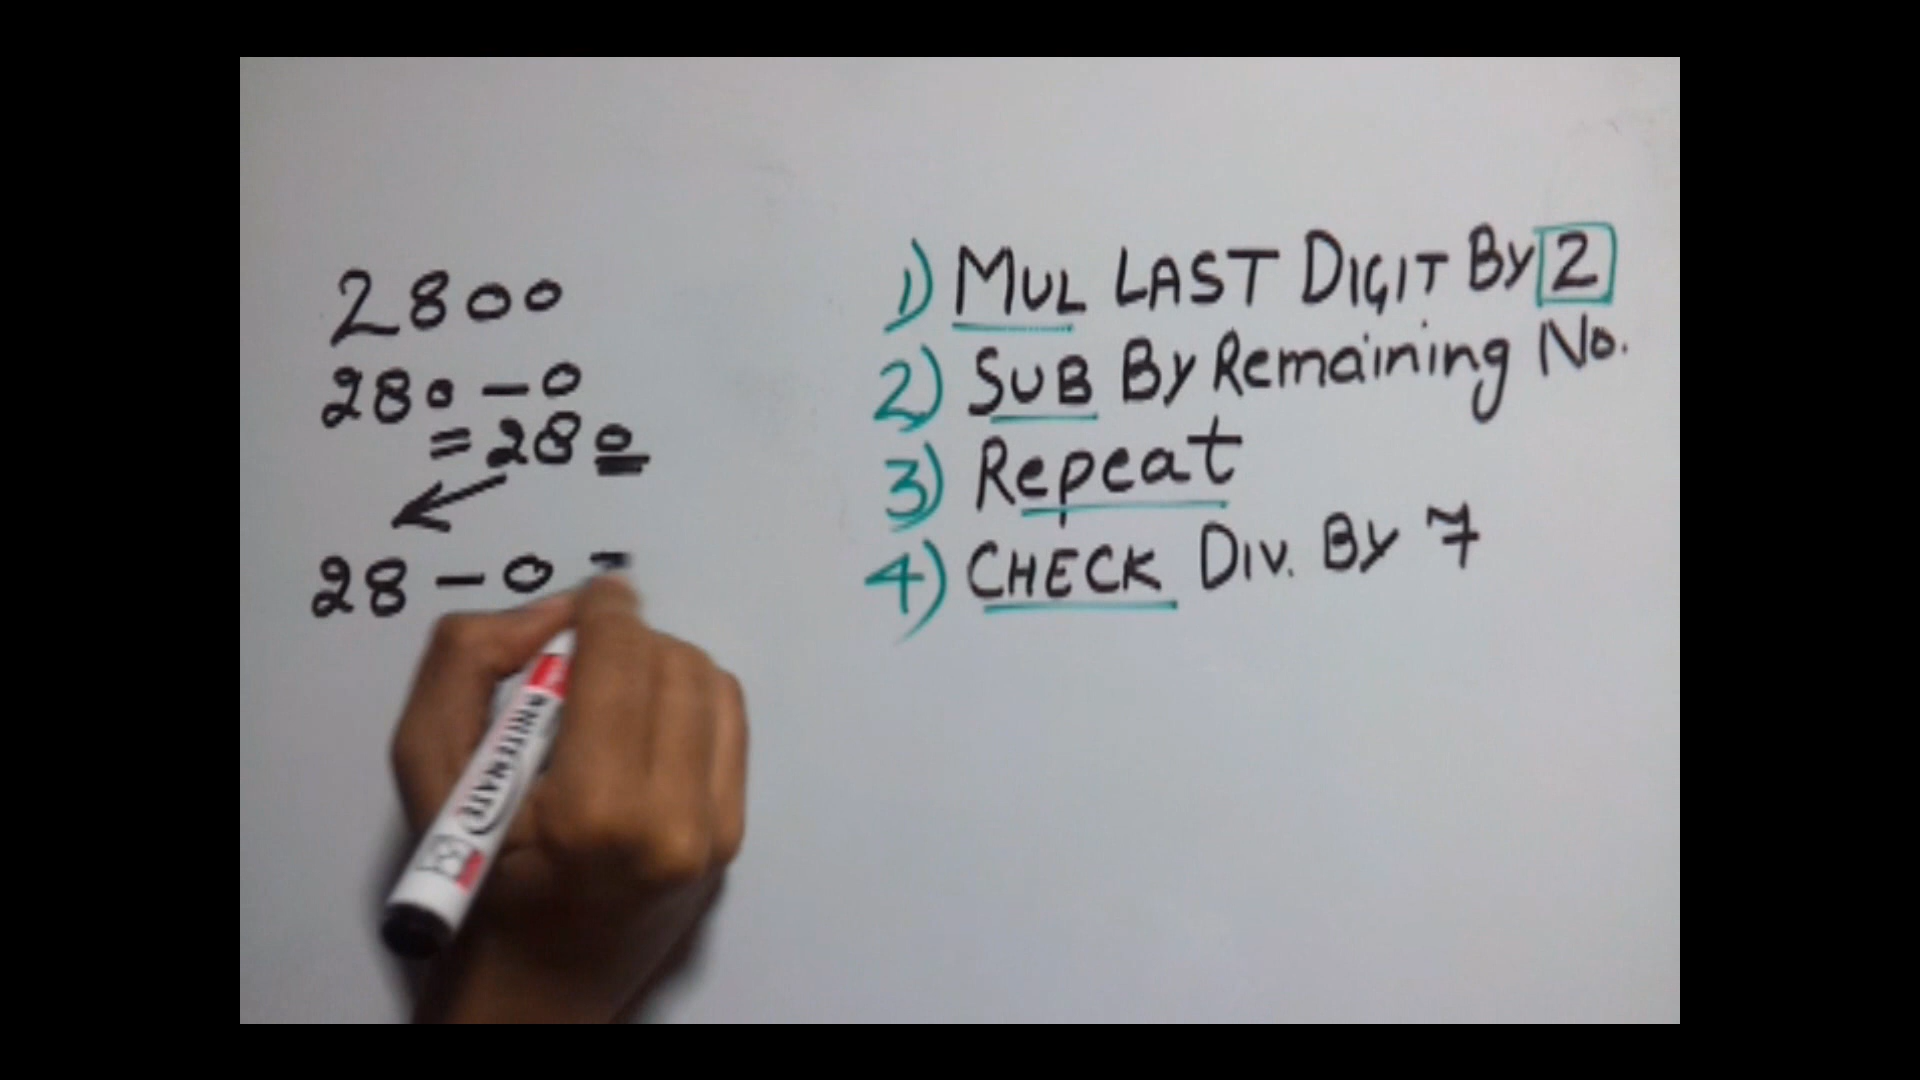 2800
280 – 0
= 280
28 – 0 =
1) MUL LAST DIGIT BY 2
2) SUB By Remaining No.
3) Repeat
4) CHECK DIV. By 7
WHITEMATE